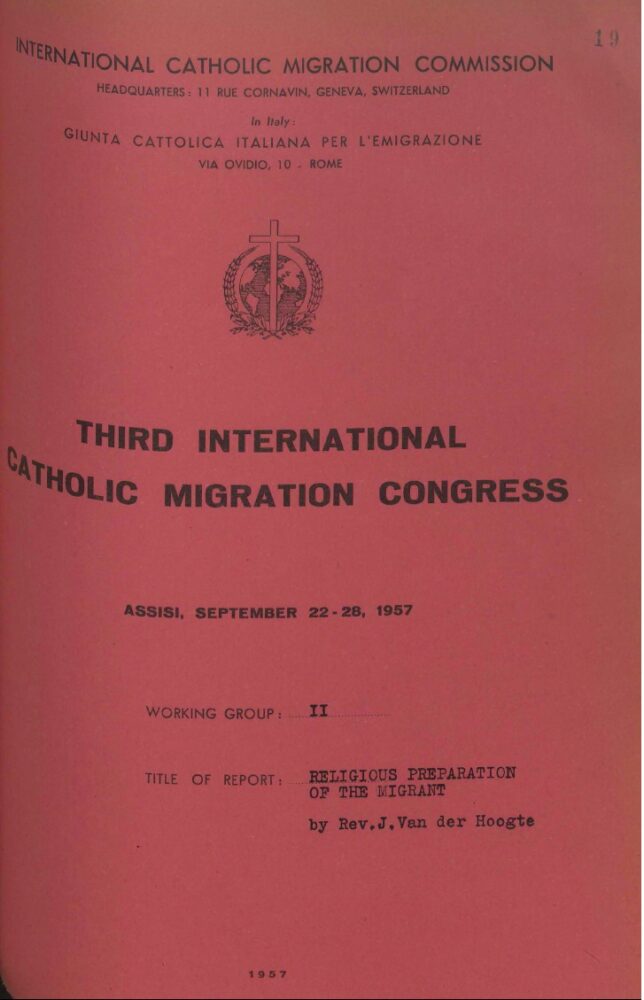 19
INTERNATIONAL CATHOLIC MIGRATION COMMISSION
HEADQUARTERS: 11 RUE CORNAVIN, GENEVA, SWITZERLAND
In Italy:
GIUNTA CATTOLICA ITALIANA PER L'EMIGRAZIONE
VIA OVIDIO, 10 - ROME
THIRD INTERNATIONAL
CATHOLIC MIGRATION CONGRESS
ASSISI, SEPTEMBER 22-28, 1957
WORKING GROUP: II
TITLE OF REPORT: RELIGIOUS PREPARATION
OF THE MIGRANT
by Rev.J.Van der Hoogte
1957